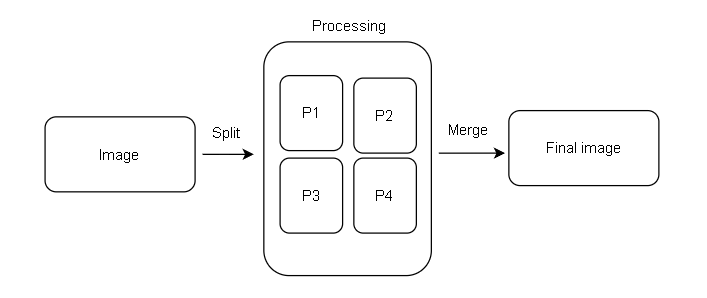 Processing
P1
P2
Split
Merge
Image
Final image
P3
P4